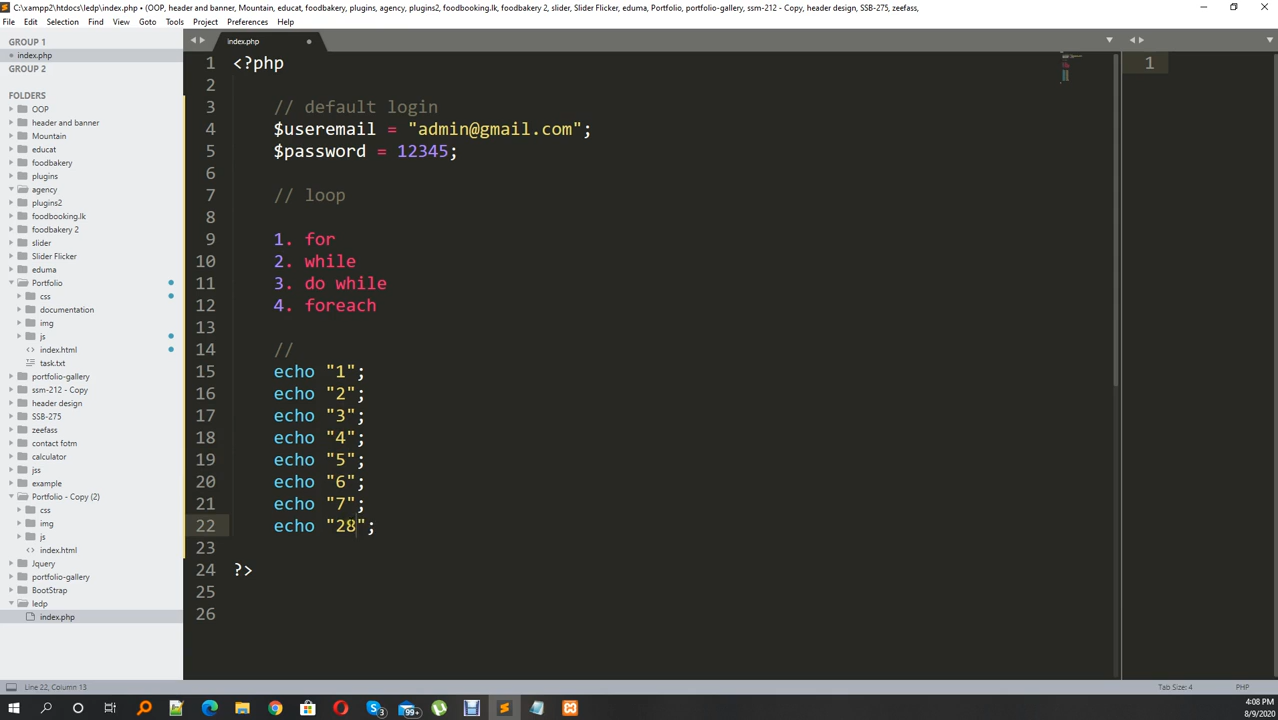 C:\xampp2\htdocs\ledp\index.php • (OOP, header and banner, Mountain, educat, foodbakery, plugins, agency, plugins2, foodbooking.lk, foodbakery 2, slider, Slider Flicker, eduma, Portfolio, portfolio-gallery, ssm-212 - Copy, header design, SSB-275, zeefass,
File Edit Selection Find View Goto Tools Project Preferences Help
GROUP 1
index.php
GROUP 2
FOLDERS
OOP
header and banner
Mountain
educat
foodbakery
plugins
agency
plugins2
foodbooking.lk
foodbakery 2
slider
Slider Flicker
eduma
Portfolio
css
documentation
img
js
index.html
task.txt
portfolio-gallery
ssm-212 - Copy
header design
SSB-275
zeefass
contact fotm
calculator
jss
example
Portfolio - Copy (2)
css
img
js
index.html
Jquery
portfolio-gallery
BootStrap
ledp
index.php
index.php
1 <?php
2
3 // default login
4 $useremail = "admin@gmail.com";
5 $password = 12345;
6
7 // loop
8
9 1. for
10 2. while
11 3. do while
12 4. foreach
13
14 //
15 echo "1";
16 echo "2";
17 echo "3";
18 echo "4";
19 echo "5";
20 echo "6";
21 echo "7";
22 echo "28";
23
24 ?>
25
26
1
Line 22, Column 13
Tab Size: 4 PHP
3
99+
4:08 PM
8/9/2020